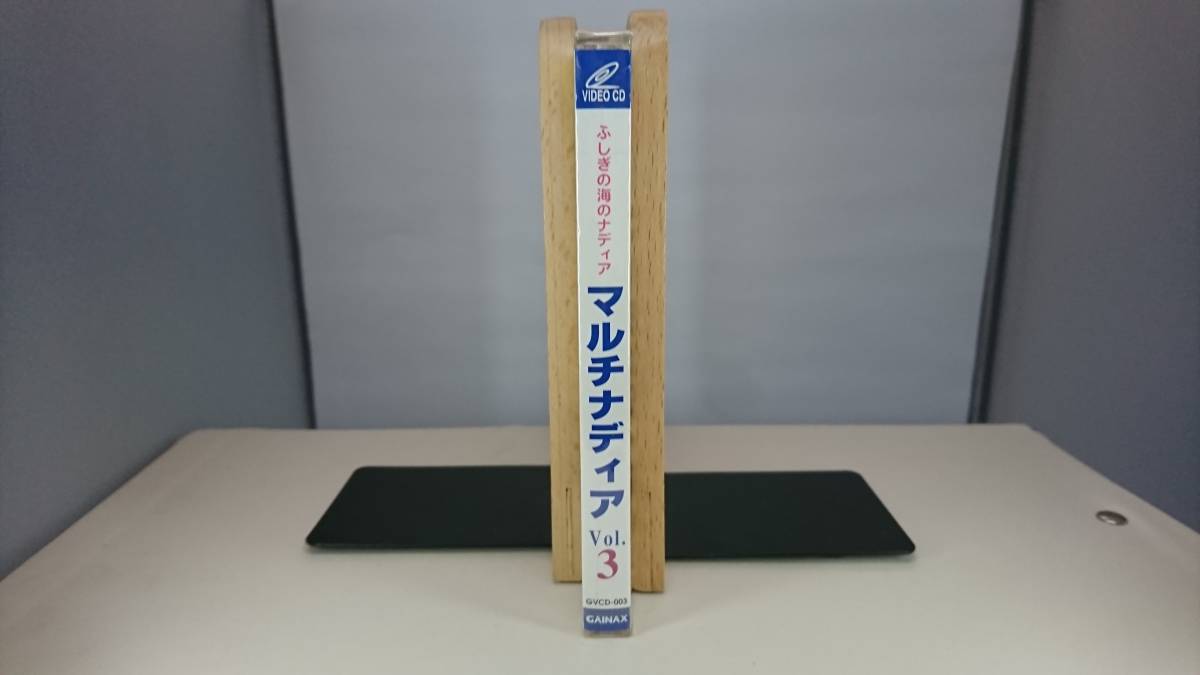 VIDEO CD
ふしぎの海のナディア
マルチナディア
Vol.
3
GVCD-003
GAINAX